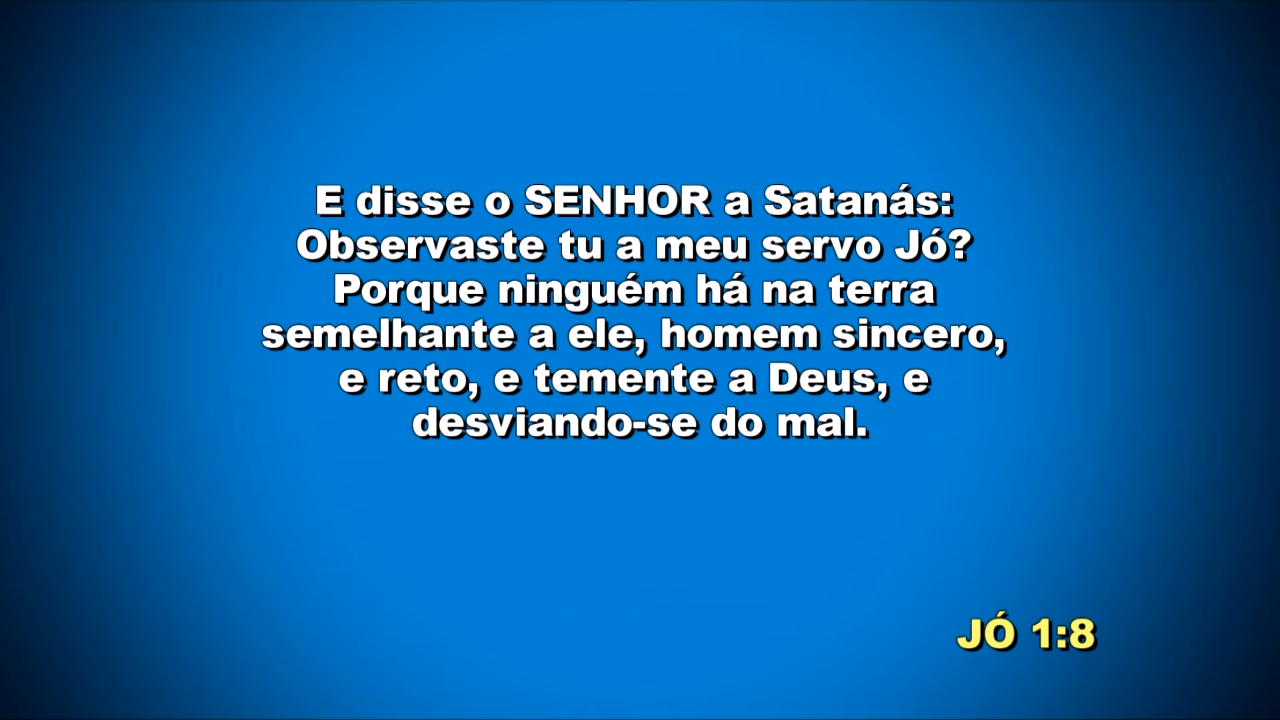 E disse o SENHOR a Satanás:
Observaste tu a meu servo Jó?
Porque ninguém há na terra
semelhante a ele, homem sincero,
e reto, e temente a Deus, e
desviando-se do mal.
JÓ 1:8